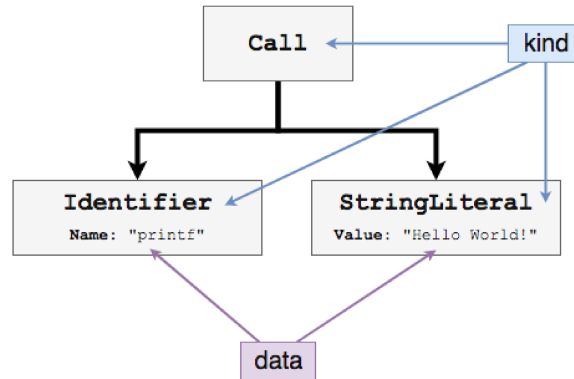 Call
kind
Identifier
Name: "printf"
StringLiteral
Value: "Hello World!"
data